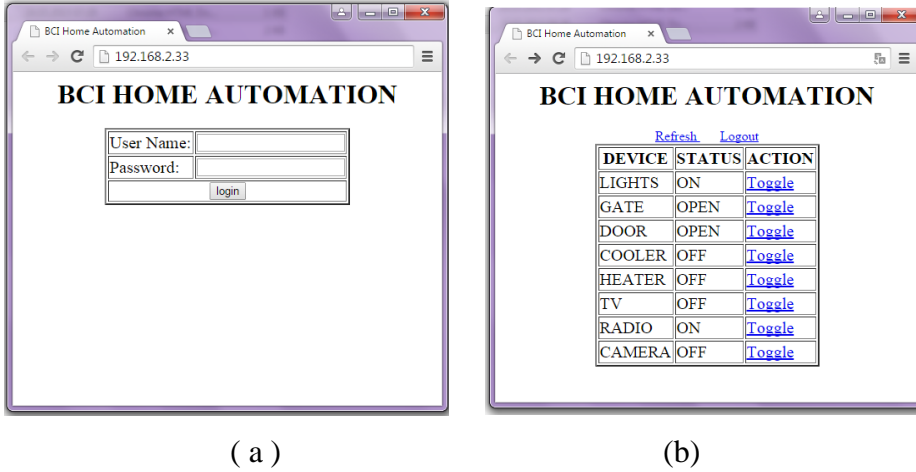 BCI Home Automation
192.168.2.33
BCI HOME AUTOMATION
User Name:
Password:
login
( a )
BCI Home Automation
192.168.2.33
BCI HOME AUTOMATION
Refresh Logout
DEVICE STATUS ACTION
LIGHTS ON Toggle
GATE OPEN Toggle
DOOR OPEN Toggle
COOLER OFF Toggle
HEATER OFF Toggle
TV OFF Toggle
RADIO ON Toggle
CAMERA OFF Toggle
(b)